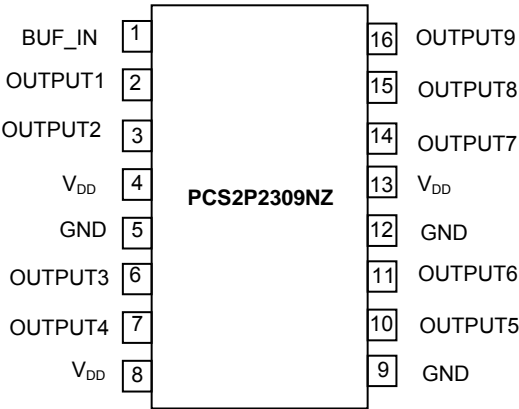 BUF_IN 1 16 OUTPUT9
OUTPUT1 2 15 OUTPUT8
OUTPUT2 3 14 OUTPUT7
VDD 4 PCS2P2309NZ 13 VDD
GND 5 12 GND
OUTPUT3 6 11 OUTPUT6
OUTPUT4 7 10 OUTPUT5
VDD 8 9 GND